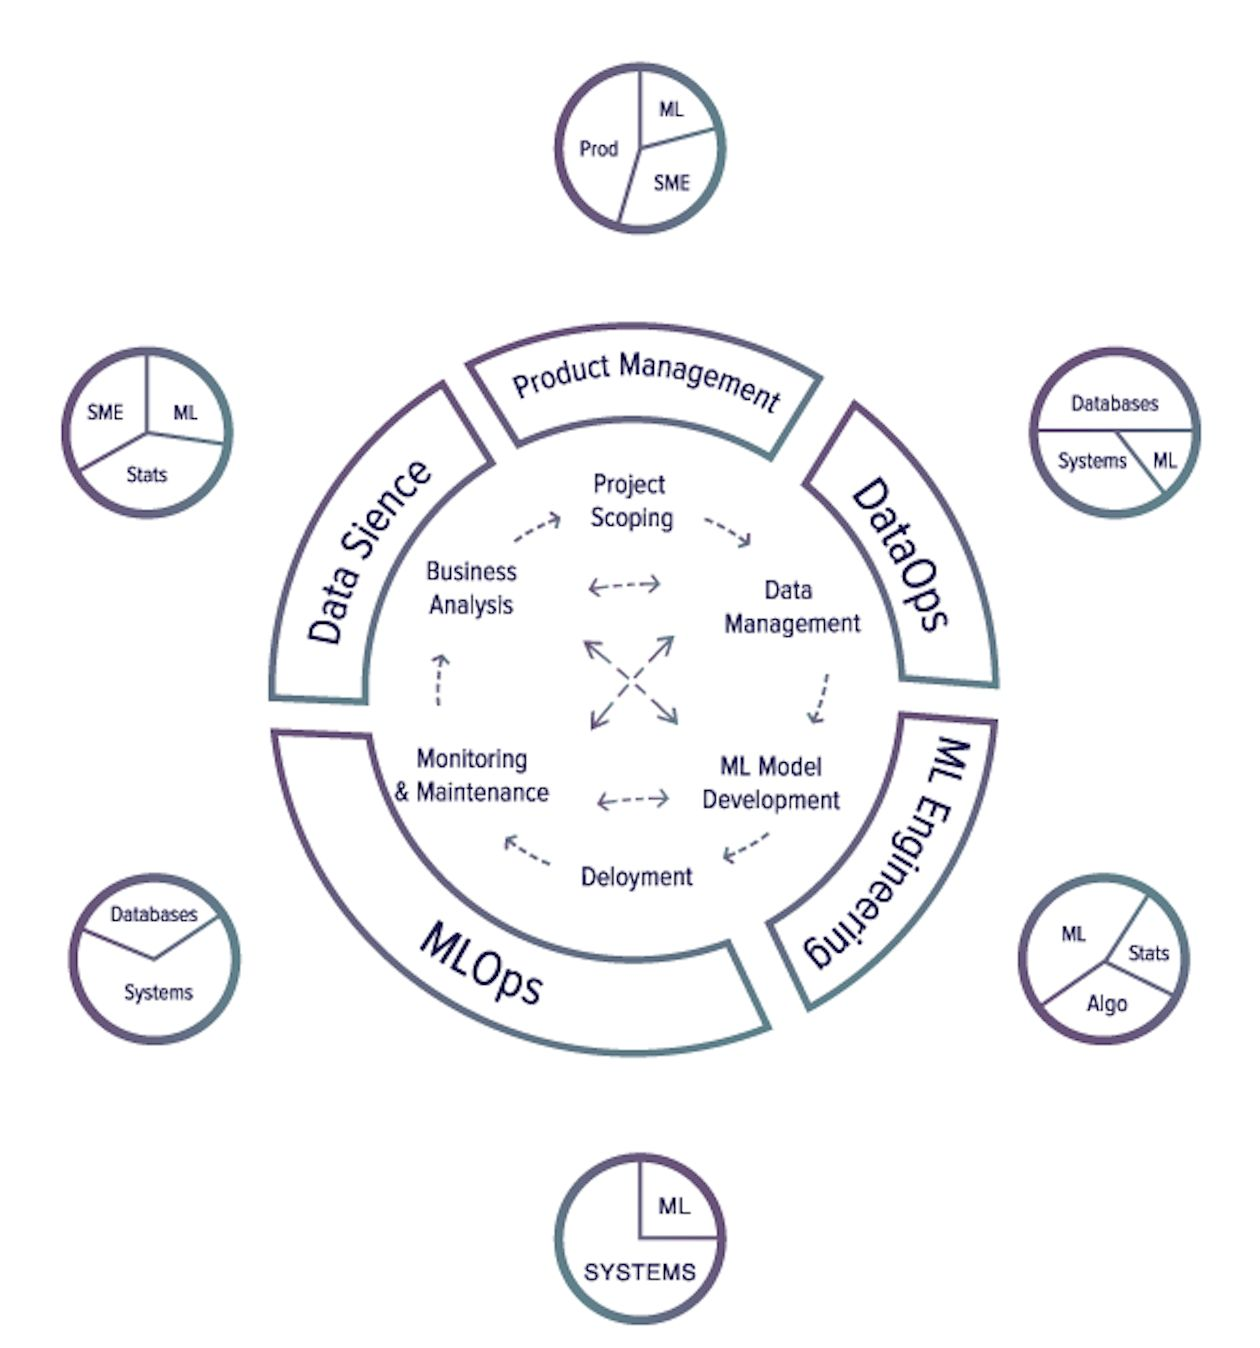 ML
Prod
SME
Product Management
SME
ML
Stats
Databases
Systems
ML
Data Sience
DataOps
Project
Scoping
Business
Analysis
Data
Management
Monitoring
& Maintenance
ML Model
Development
Deloyment
MLOps
ML Engineering
Databases
Systems
ML
Stats
Algo
ML
SYSTEMS